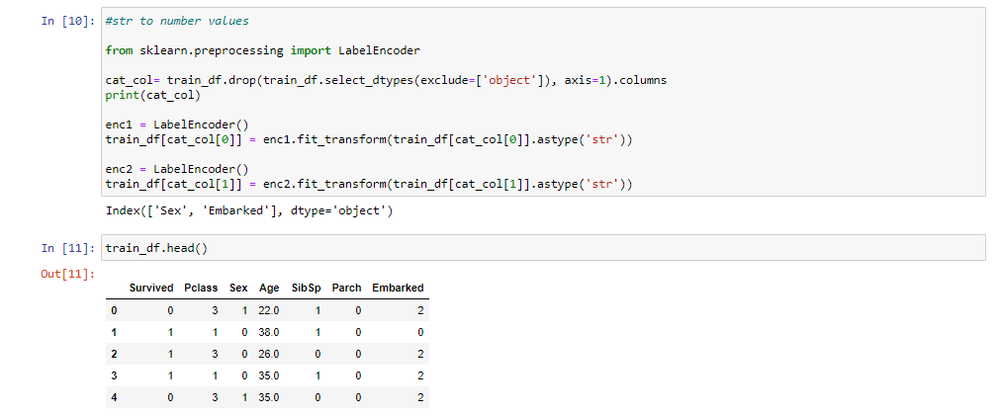 In [10]: #str to number values
from sklearn.preprocessing import LabelEncoder
cat_col= train_df.drop(train_df.select_dtypes(exclude=['object']), axis=1).columns
print(cat_col)
enc1 = LabelEncoder()
train_df[cat_col[0]] = enc1.fit_transform(train_df[cat_col[0]].astype('str'))
enc2 = LabelEncoder()
train_df[cat_col[1]] = enc2.fit_transform(train_df[cat_col[1]].astype('str'))
Index(['Sex', 'Embarked'], dtype='object')
In [11]: train_df.head()
Out[11]:
Survived Pclass Sex Age SibSp Parch Embarked
0 0 3 1 22.0 1 0 2
1 1 1 0 38.0 1 0 0
2 1 3 0 26.0 0 0 2
3 1 1 0 35.0 1 0 2
4 0 3 1 35.0 0 0 2